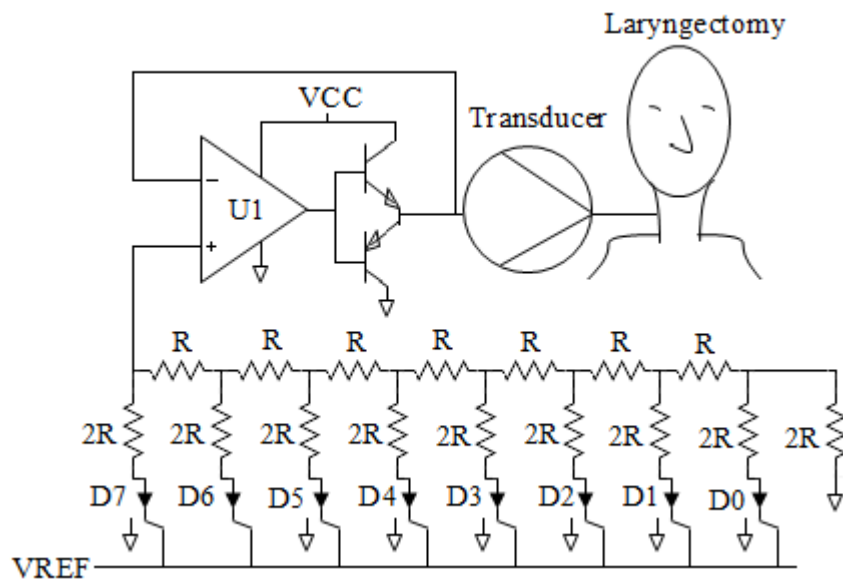 Laryngectomy
VCC
Transducer
−
U1
+
R R R R R R R
2R 2R 2R 2R 2R 2R 2R 2R 2R
D7 D6 D5 D4 D3 D2 D1 D0
VREF